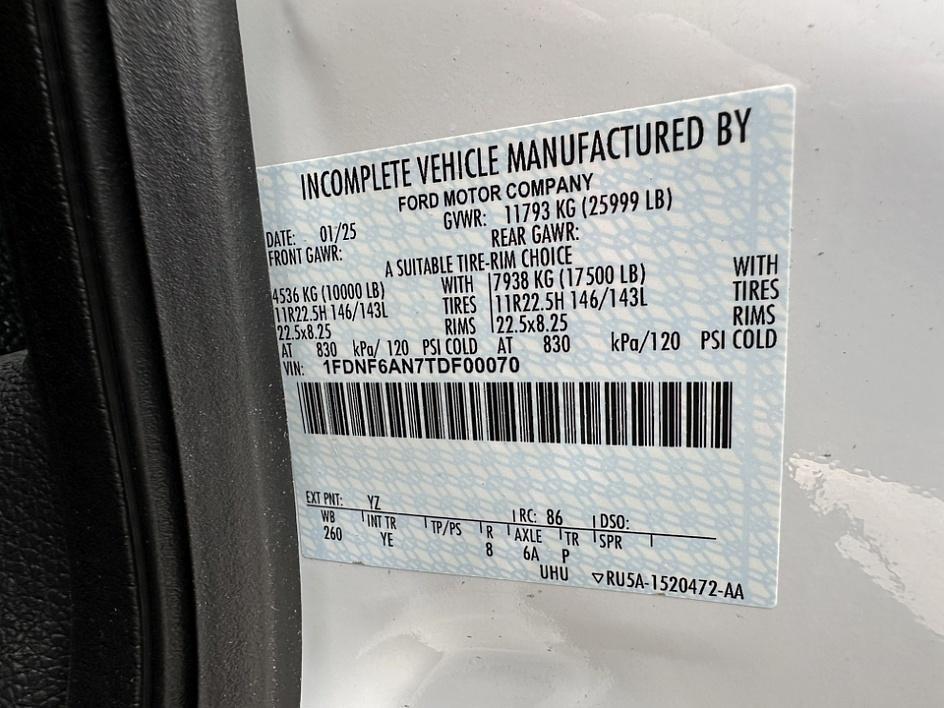 INCOMPLETE VEHICLE MANUFACTURED BY
FORD MOTOR COMPANY
DATE: 01/25 GVWR: 11793 KG (25999 LB)
FRONT GAWR: REAR GAWR:
A SUITABLE TIRE-RIM CHOICE
4536 KG (10000 LB) WITH 7938 KG (17500 LB) WITH
11R22.5H 146/143L TIRES 11R22.5H 146/143L TIRES
22.5x8.25 RIMS 22.5x8.25 RIMS
AT 830 kPa/ 120 PSI COLD AT 830 kPa/120 PSI COLD
VIN: 1FDNF6AN7TDF00070
EXT PNT: YZ RC: 86 DSO:
WB INT TR TP/PS R AXLE TR SPR
260 YE 8 6A P
UHU ▽RU5A-1520472-AA